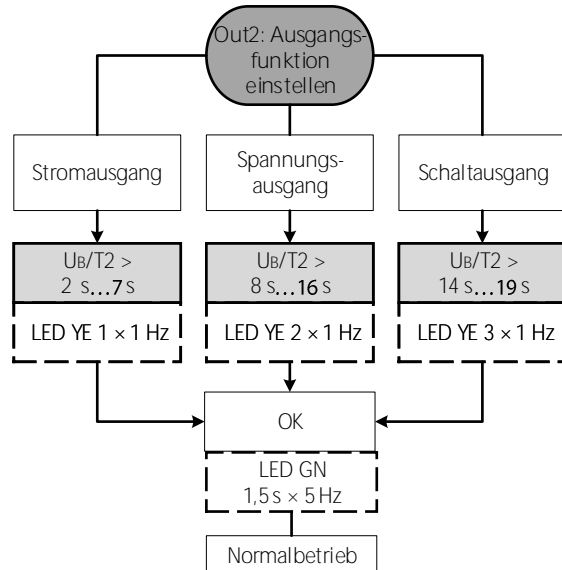 Out2: Ausgangs-
funktion
einstellen
Stromausgang
Spannungs-
ausgang
Schaltausgang
UB/T2 >
2 s...7 s
UB/T2 >
8 s...16 s
UB/T2 >
14 s...19 s
LED YE 1 × 1 Hz
LED YE 2 × 1 Hz
LED YE 3 × 1 Hz
OK
LED GN
1,5 s × 5 Hz
Normalbetrieb